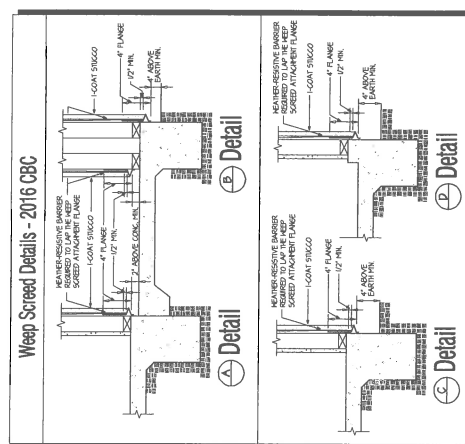 Weep Screed Details - 2016 CBC
WEATHER-RESISTIVE BARRIER
REQUIRED TO LAP THE WEEP
SCREED ATTACHMENT FLANGE
1-COAT STUCCO
4" FLANGE
1/2" MIN.
2" ABOVE CONC. MIN.
A Detail
1-COAT STUCCO
4" FLANGE
1/2" MIN.
4" ABOVE
EARTH MIN.
B Detail
WEATHER-RESISTIVE BARRIER
REQUIRED TO LAP THE WEEP
SCREED ATTACHMENT FLANGE
1-COAT STUCCO
4" FLANGE
1/2" MIN.
4" ABOVE
EARTH MIN.
C Detail
WEATHER-RESISTIVE BARRIER
REQUIRED TO LAP THE WEEP
SCREED ATTACHMENT FLANGE
1-COAT STUCCO
4" FLANGE
1/2" MIN.
4" ABOVE
EARTH MIN.
D Detail